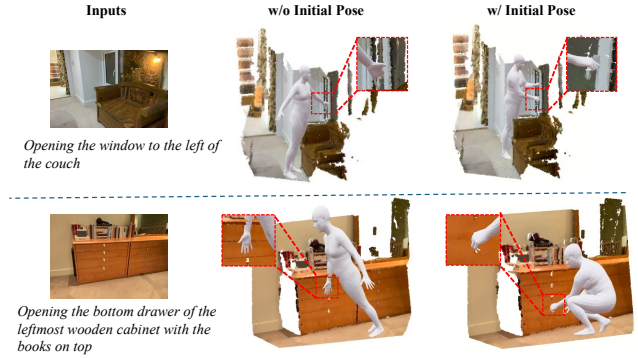 Inputs
w/o Initial Pose
w/ Initial Pose
Opening the window to the left of
the couch
Opening the bottom drawer of the
leftmost wooden cabinet with the
books on top